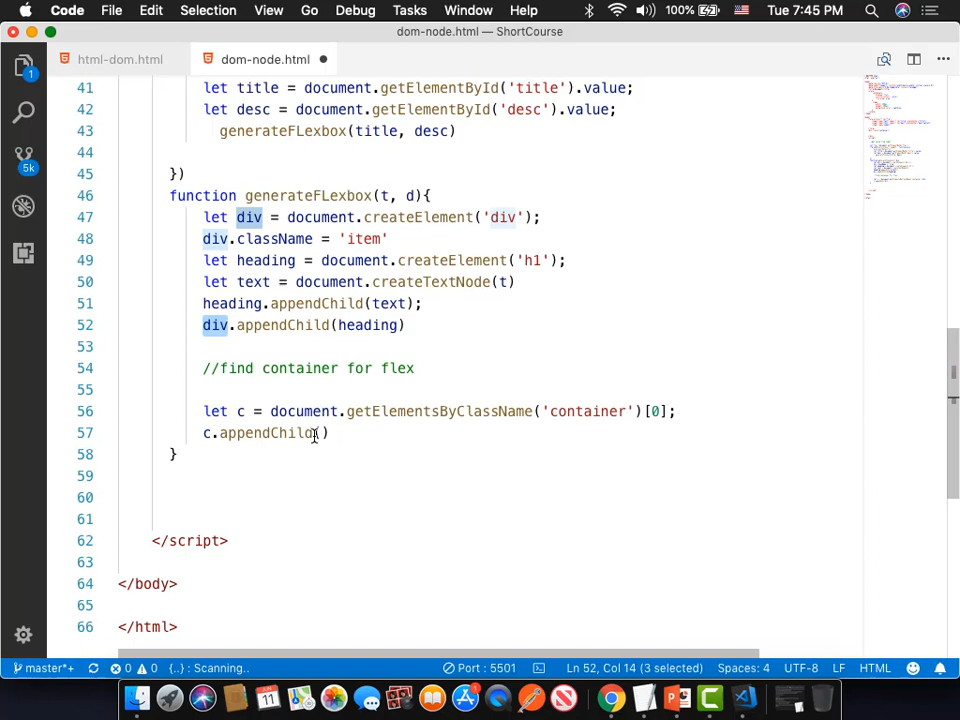 Code File Edit Selection View Go Debug Tasks Window Help 100% Tue 7:45 PM
dom-node.html — ShortCourse
html-dom.html dom-node.html
1
5k
41 let title = document.getElementById('title').value;
42 let desc = document.getElementById('desc').value;
43 generateFLexbox(title, desc)
44
45 })
46 function generateFLexbox(t, d){
47 let div = document.createElement('div');
48 div.className = 'item'
49 let heading = document.createElement('h1');
50 let text = document.createTextNode(t)
51 heading.appendChild(text);
52 div.appendChild(heading)
53
54 //find container for flex
55
56 let c = document.getElementsByClassName('container')[0];
57 c.appendChild()
58 }
59
60
61
62 </script>
63
64 </body>
65
66 </html>
master*+ 0 0 {..} : Scanning.. Port : 5501 Ln 52, Col 14 (3 selected) Spaces: 4 UTF-8 LF HTML
11
1